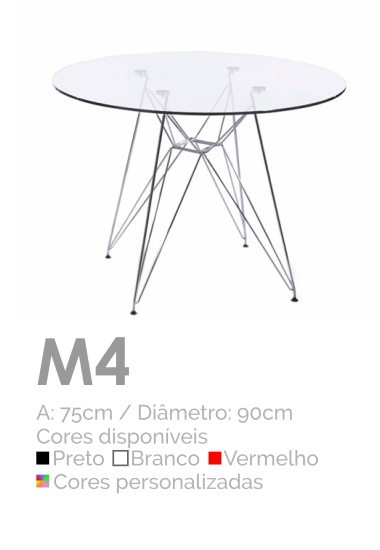 M4
A: 75cm / Diâmetro: 90cm
Cores disponíveis
Preto Branco Vermelho
Cores personalizadas